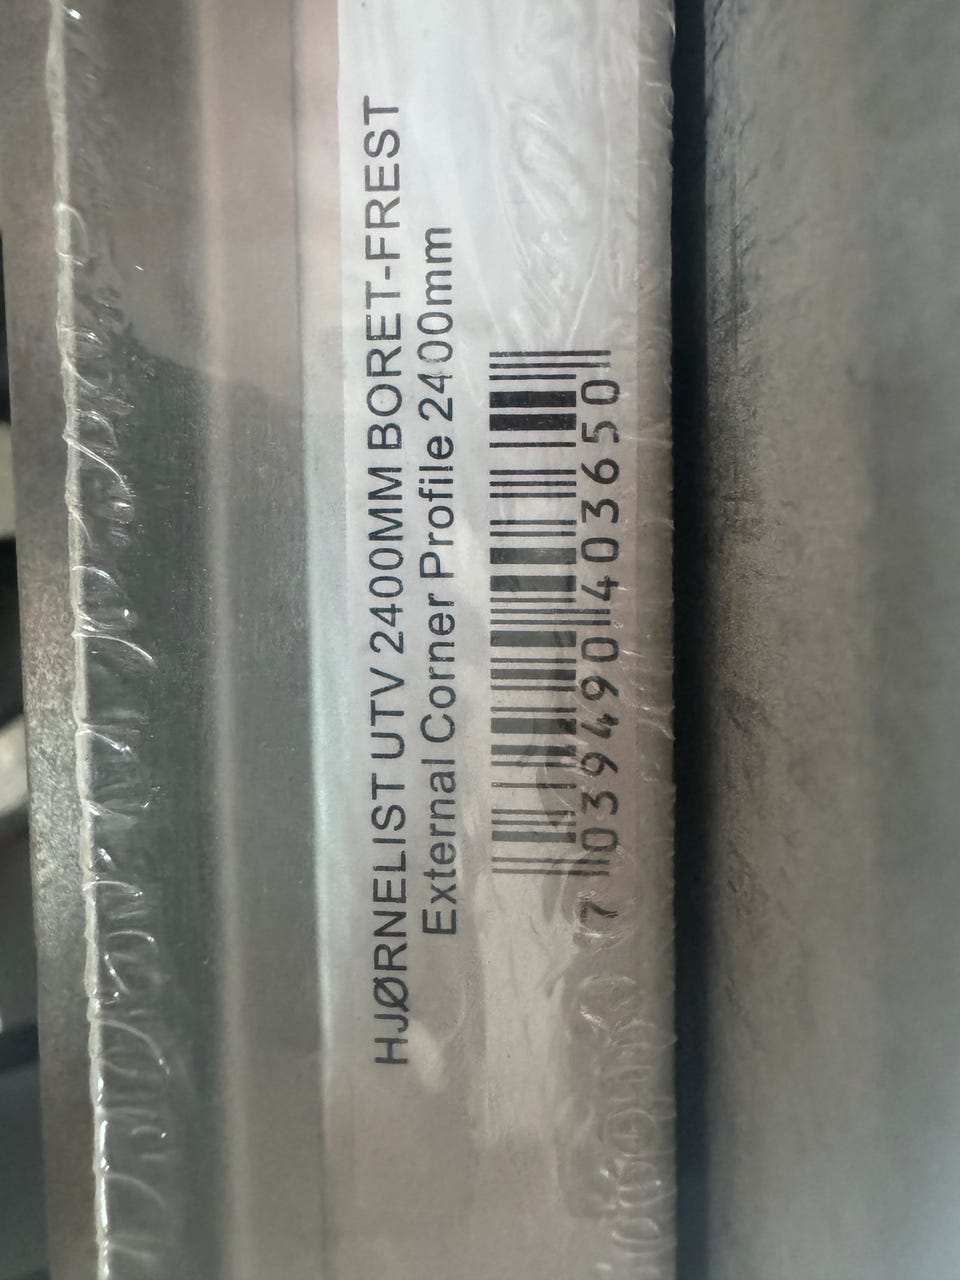 HJØRNELIST UTV 2400MM BORET-FREST
External Corner Profile 2400mm
7 039490 403650